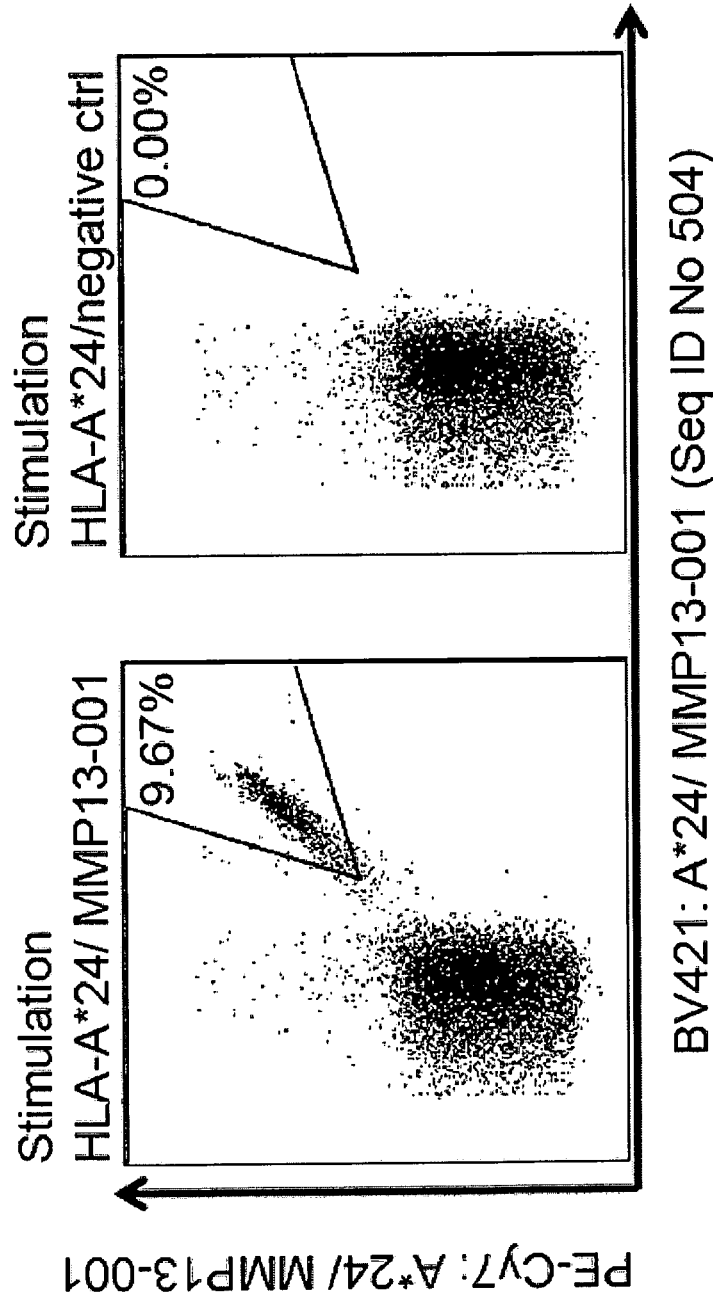 Stimulation
HLA-A*24/ MMP13-001
9.67%
Stimulation
HLA-A*24/negative ctrl
0.00%
PE-Cy7: A*24/ MMP13-001
BV421: A*24/ MMP13-001 (Seq ID No 504)